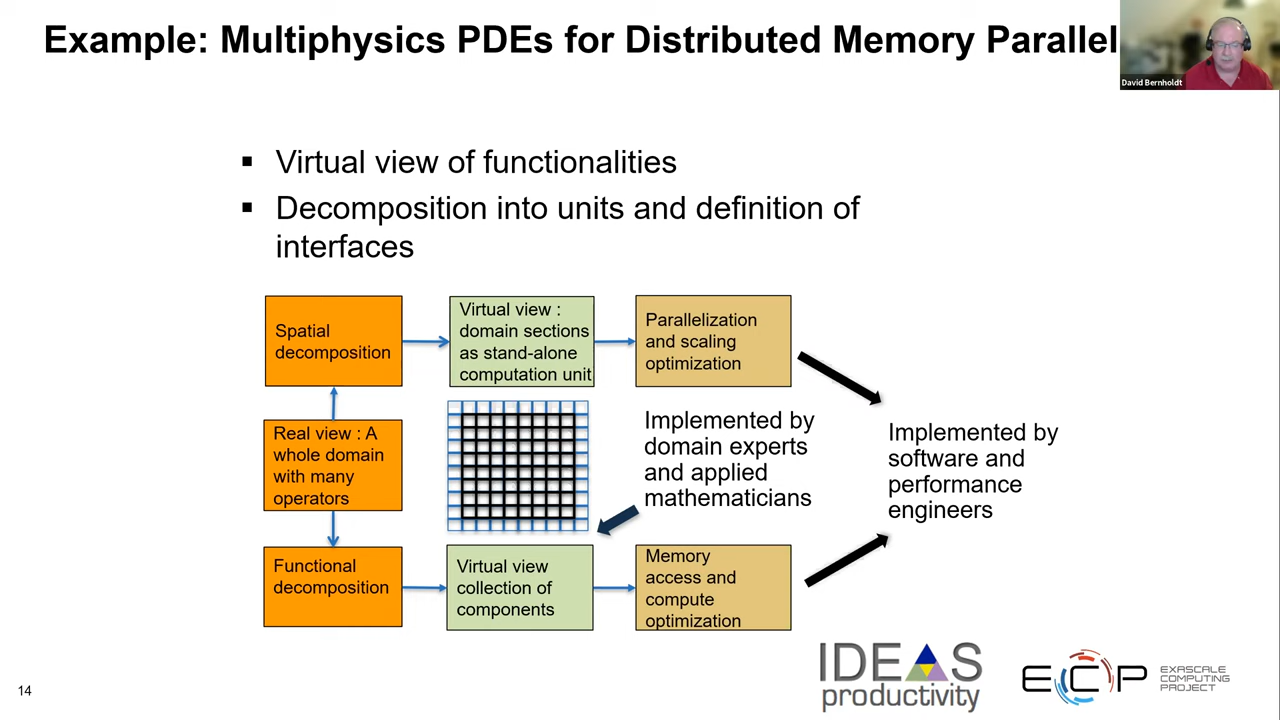 Example: Multiphysics PDEs for Distributed Memory Parallel
David Bernholdt
▪ Virtual view of functionalities
▪ Decomposition into units and definition of
interfaces
Spatial
decomposition
Virtual view :
domain sections
as stand-alone
computation unit
Parallelization
and scaling
optimization
Real view : A
whole domain
with many
operators
Implemented by
domain experts
and applied
mathematicians
Implemented by
software and
performance
engineers
Functional
decomposition
Virtual view
collection of
components
Memory
access and
compute
optimization
IDEAS
productivity
ECP
EXASCALE
COMPUTING
PROJECT
14